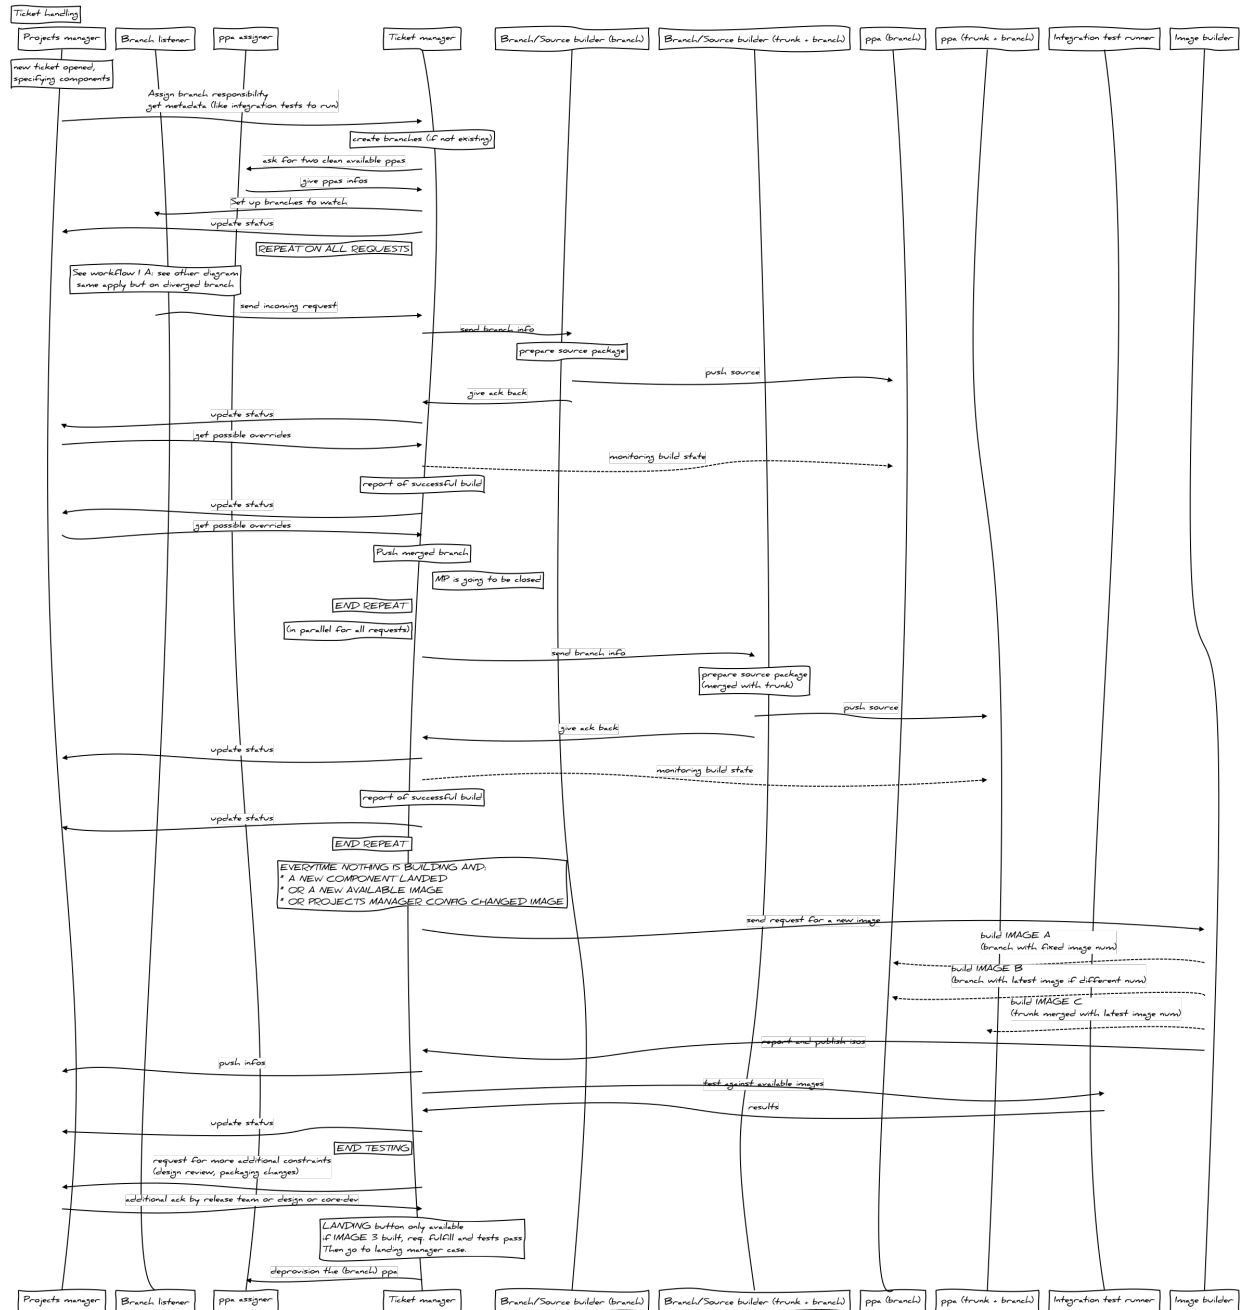 Ticket handling
Projects manager
Branch listener
ppa assigner
Ticket manager
Branch/Source builder (branch)
Branch/Source builder (trunk + branch)
ppa (branch)
ppa (trunk + branch)
Integration test runner
Image builder
new ticket opened,
specifying components
Assign branch responsibility
get metadata (like integration tests to run)
create branches (if not existing)
ask for two clean available ppas
give ppas infos
Set up branches to watch
update status
REPEAT ON ALL REQUESTS
See workflow 1 A: see other diagram
same apply but on diverged branch
send incoming request
send branch info
prepare source package
push source
give ack back
update status
get possible overrides
monitoring build state
report of successful build
update status
get possible overrides
Push merged branch
MP is going to be closed
END REPEAT
(in parallel for all requests)
send branch info
prepare source package
(merged with trunk)
push source
give ack back
update status
monitoring build state
report of successful build
update status
END REPEAT
EVERYTIME NOTHING IS BUILDING AND:
* A NEW COMPONENT LANDED
* OR A NEW AVAILABLE IMAGE
* OR PROJECTS MANAGER CONFIG CHANGED IMAGE
send request for a new image
build IMAGE A
(branch with fixed image num)
build IMAGE B
(branch with latest image if different num)
build IMAGE C
(trunk merged with latest image num)
report and publish isos
push infos
test against available images
results
update status
END TESTING
request for more additional constraints
(design review, packaging changes)
additional ack by release team or design or core-dev
LANDING button only available
if IMAGE 3 built, req. fulfill and tests pass
Then go to landing manager case.
deprovision the (branch) ppa
Projects manager
Branch listener
ppa assigner
Ticket manager
Branch/Source builder (branch)
Branch/Source builder (trunk + branch)
ppa (branch)
ppa (trunk + branch)
Integration test runner
Image builder